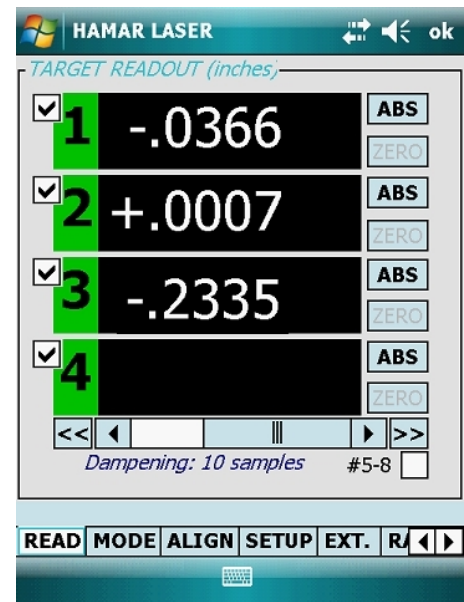 HAMAR LASER ok
TARGET READOUT (inches)
1 -.0366 ABS
ZERO
2 +.0007 ABS
ZERO
3 -.2335 ABS
ZERO
4 ABS
ZERO
<< >>
Dampening: 10 samples #5-8
READ MODE ALIGN SETUP EXT. RA